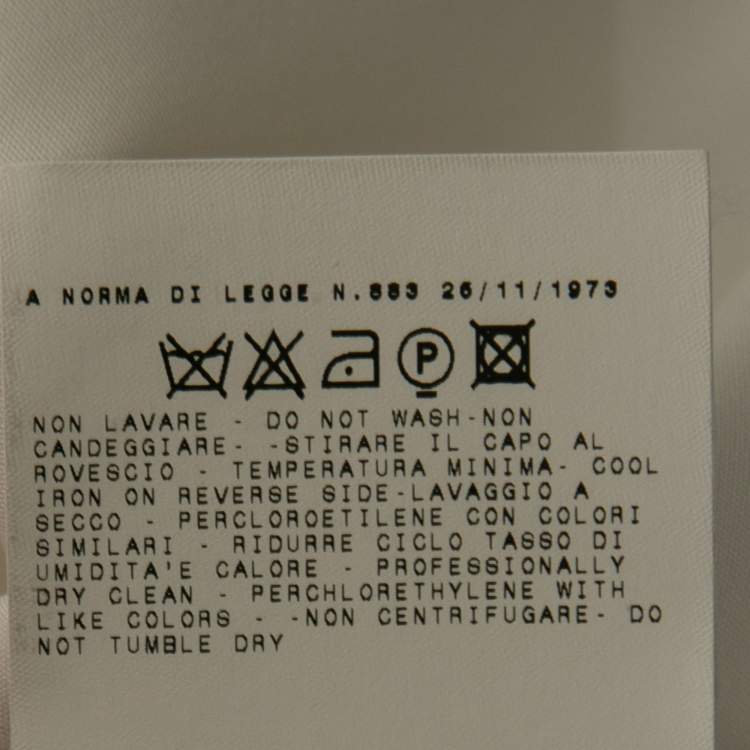 A NORMA DI LEGGE N.883 26/11/1973
P
NON LAVARE - DO NOT WASH-NON
CANDEGGIARE- -STIRARE IL CAPO AL
ROVESCIO - TEMPERATURA MINIMA- COOL
IRON ON REVERSE SIDE-LAVAGGIO A
SECCO - PERCLOROETILENE CON COLORI
SIMILARI - RIDURRE CICLO TASSO DI
UMIDITA'E CALORE - PROFESSIONALLY
DRY CLEAN - PERCHLORETHYLENE WITH
LIKE COLORS - -NON CENTRIFUGARE- DO
NOT TUMBLE DRY